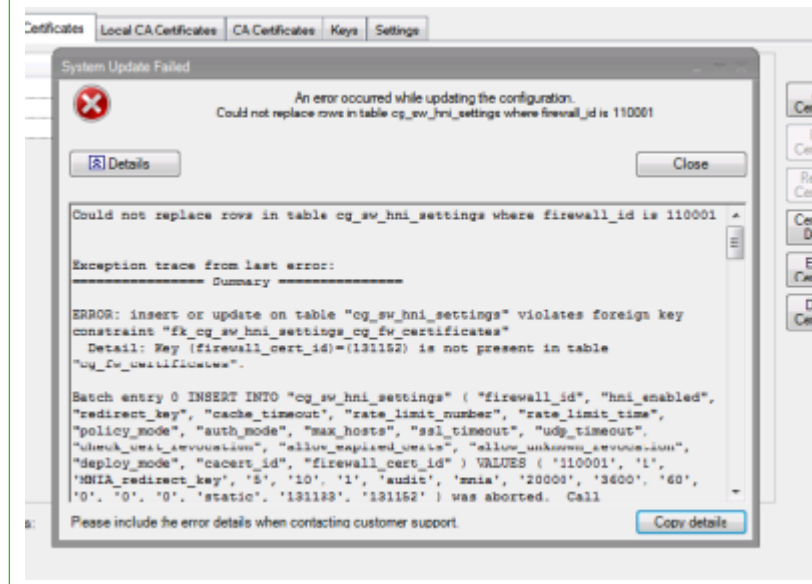 Certificates Local CA Certificates CA Certificates Keys Settings
System Update Failed
An error occurred while updating the configuration.
Could not replace rows in table cg_sw_hni_settings where firewall_id is 110001
Details
Close
Could not replace rows in table cg_sw_hni_settings where firewall_id is 110001
Exception trace from last error:
================ Summary ===============
ERROR: insert or update on table "cg_sw_hni_settings" violates foreign key
constraint "fk_cg_sw_hni_settings_cg_fw_certificates"
Detail: Key (firewall_cert_id)=(131152) is not present in table
"cg_fw_certificates".
Batch entry 0 INSERT INTO "cg_sw_hni_settings" ( "firewall_id", "hni_enabled",
"redirect_key", "cache_timeout", "rate_limit_number", "rate_limit_time",
"policy_mode", "auth_mode", "max_hosts", "ssl_timeout", "udp_timeout",
"check_cert_revocation", "allow_expired_certs", "allow_unknown_revocation",
"deploy_mode", "cacert_id", "firewall_cert_id" ) VALUES ( '110001', '1',
'MNIA_redirect_key', '5', '10', '1', 'audit', 'mnia', '20000', '3600', '60',
'0', '0', '0', 'static', '131133', '131152' ) was aborted. Call
Please include the error details when contacting customer support.
Copy details